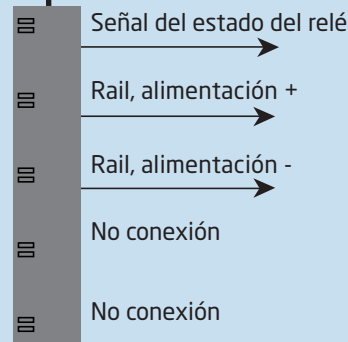 Señal del estado del relé
Rail, alimentación +
Rail, alimentación -
No conexión
No conexión